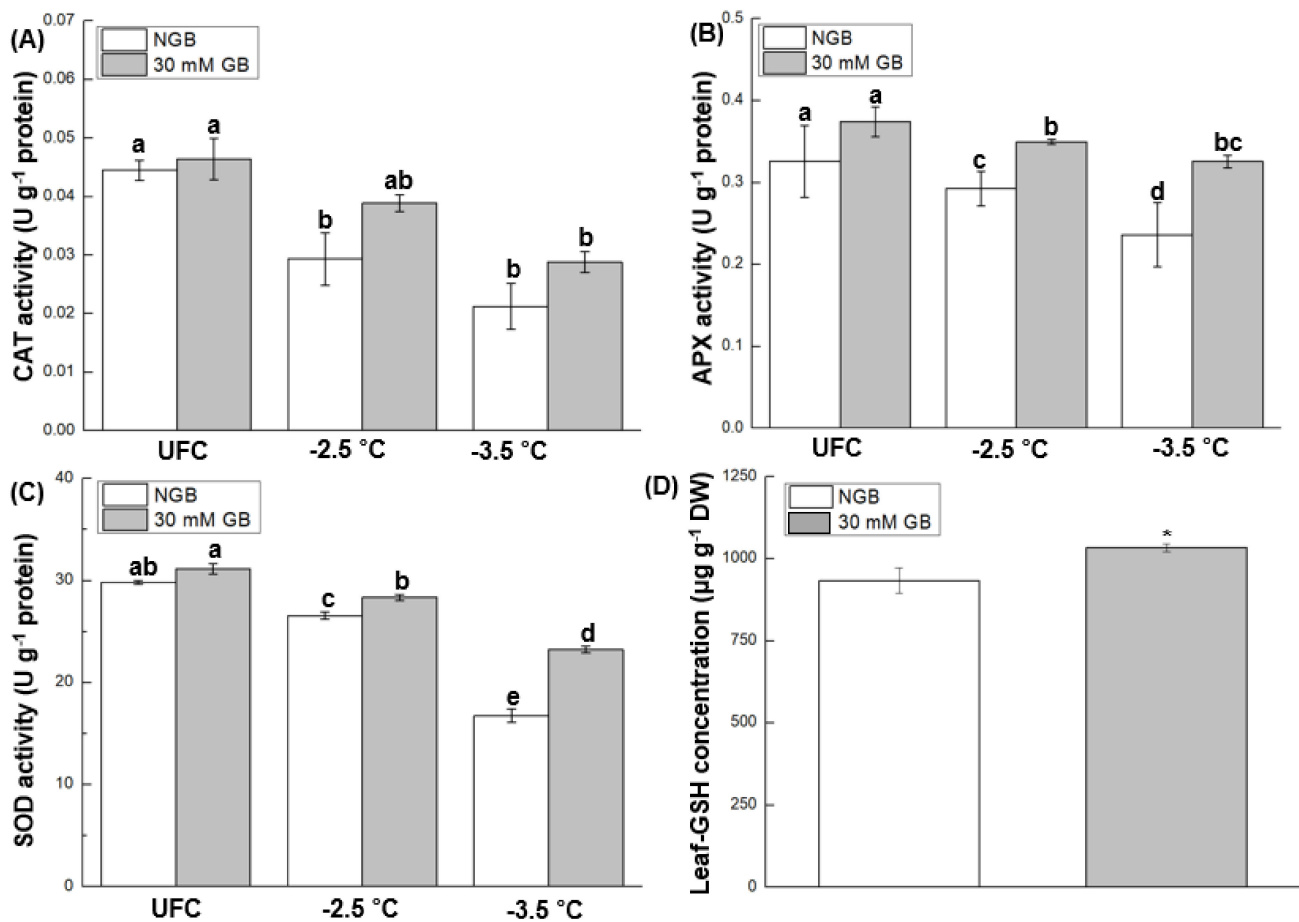 (A)
CAT activity (U g⁻¹ protein)
0.07
0.06
0.05
0.04
0.03
0.02
0.01
0.00
NGB
30 mM GB
a
a
b
ab
b
b
UFC
-2.5 °C
-3.5 °C
(B)
APX activity (U g⁻¹ protein)
0.5
0.4
0.3
0.2
0.1
0.0
NGB
30 mM GB
a
a
c
b
d
bc
UFC
-2.5 °C
-3.5 °C
(C)
SOD activity (U g⁻¹ protein)
40
30
20
10
0
NGB
30 mM GB
ab
a
c
b
e
d
UFC
-2.5 °C
-3.5 °C
(D)
Leaf-GSH concentration (µg g⁻¹ DW)
1250
1000
750
500
250
0
NGB
30 mM GB
*